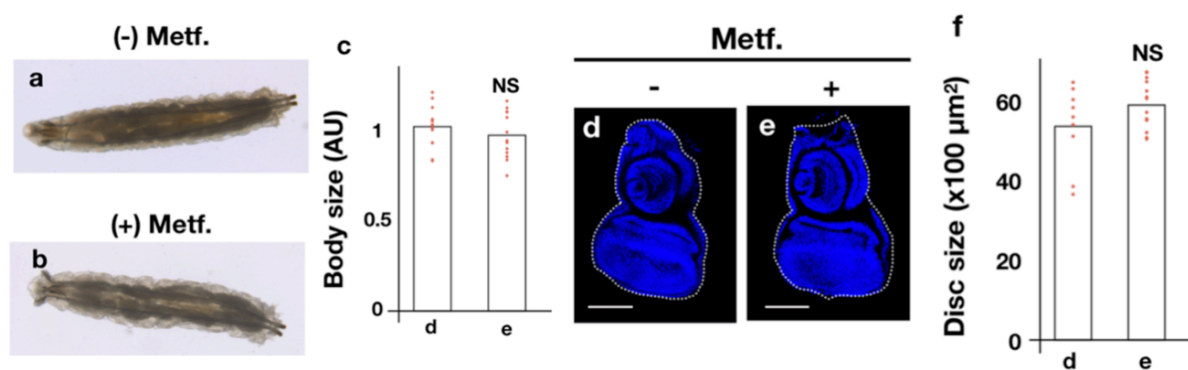 (-) Metf.
a
(+) Metf.
b
c
Body size (AU)
1
0.5
0
NS
d
e
Metf.
-
+
d
e
f
Disc size (x100 µm²)
60
40
20
0
NS
d
e